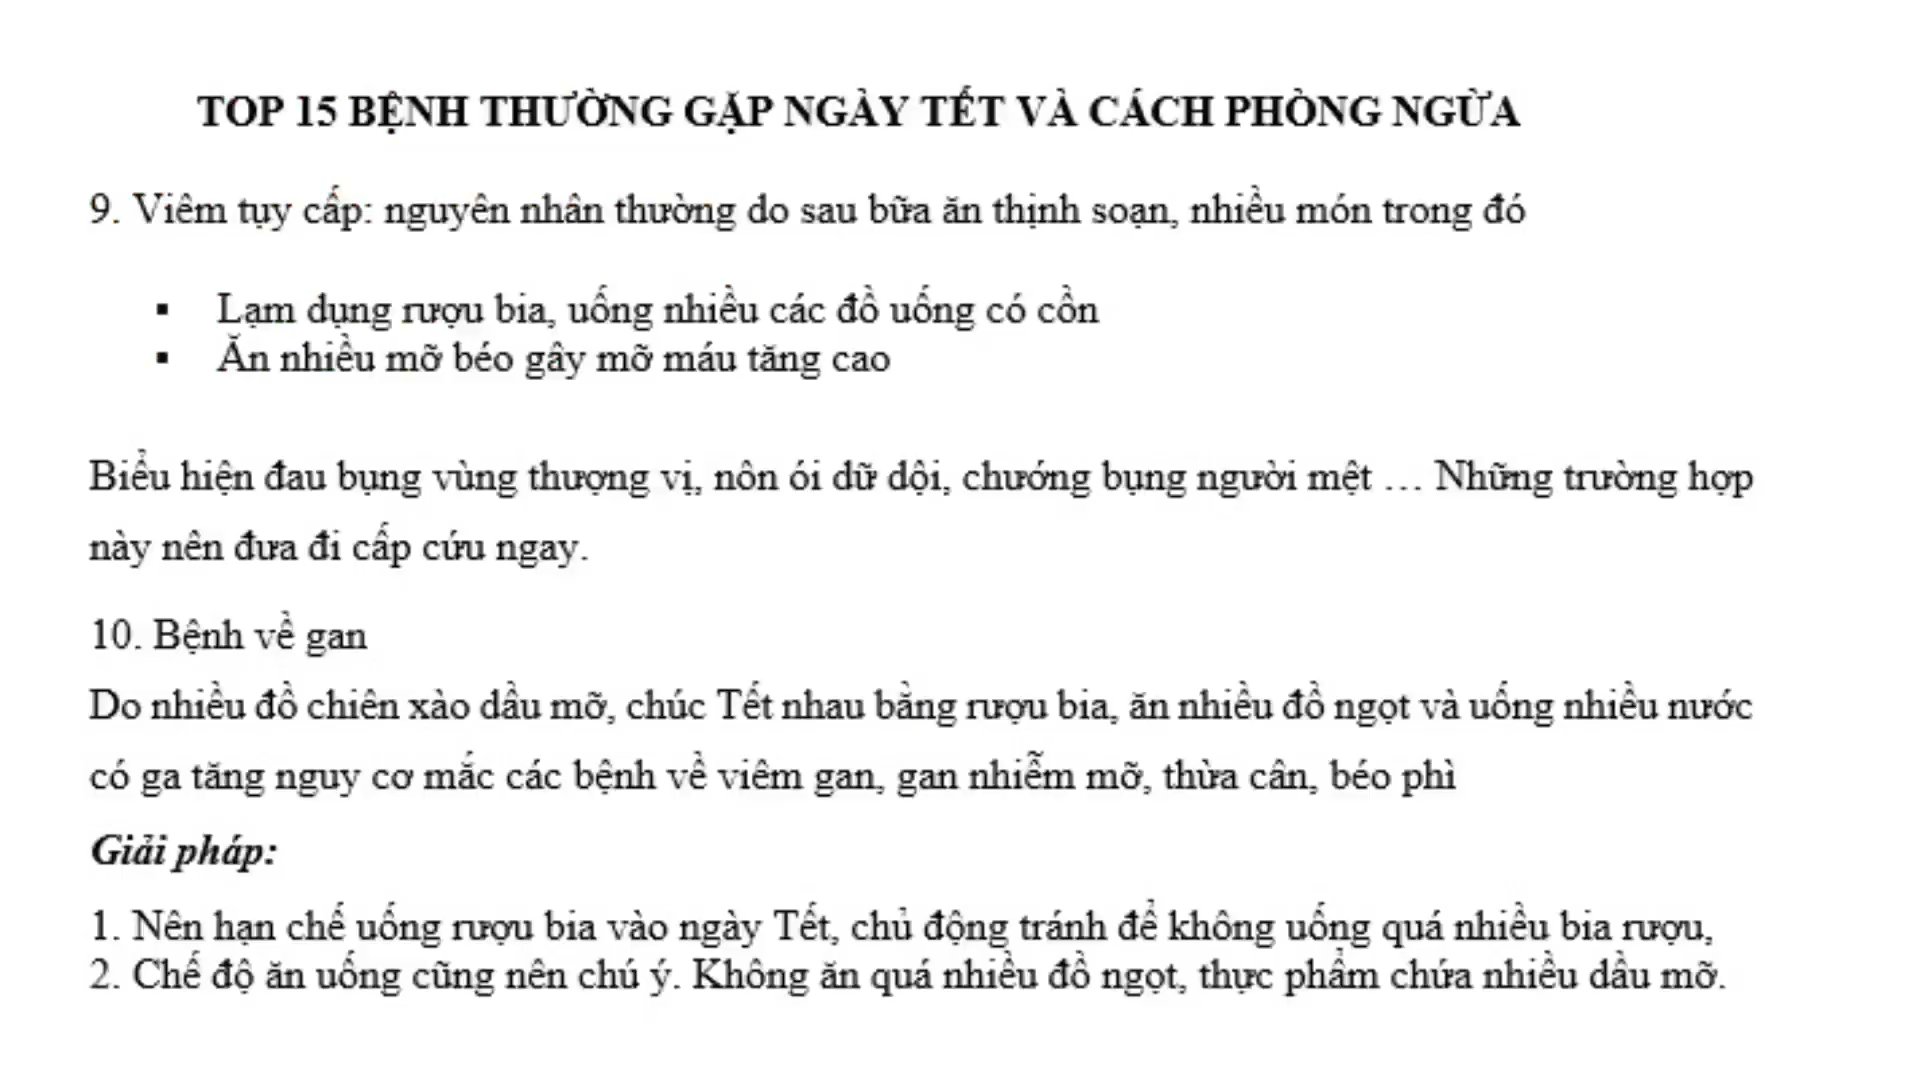 TOP 15 BỆNH THƯỜNG GẶP NGÀY TẾT VÀ CÁCH PHÒNG NGỪA
9. Viêm tụy cấp: nguyên nhân thường do sau bữa ăn thịnh soạn, nhiều món trong đó
▪ Lạm dụng rượu bia, uống nhiều các đồ uống có cồn
▪ Ăn nhiều mỡ béo gây mỡ máu tăng cao
Biểu hiện đau bụng vùng thượng vị, nôn ói dữ dội, chướng bụng người mệt … Những trường hợp
này nên đưa đi cấp cứu ngay.
10. Bệnh về gan
Do nhiều đồ chiên xào dầu mỡ, chúc Tết nhau bằng rượu bia, ăn nhiều đồ ngọt và uống nhiều nước
có ga tăng nguy cơ mắc các bệnh về viêm gan, gan nhiễm mỡ, thừa cân, béo phì
Giải pháp:
1. Nên hạn chế uống rượu bia vào ngày Tết, chủ động tránh để không uống quá nhiều bia rượu,
2. Chế độ ăn uống cũng nên chú ý. Không ăn quá nhiều đồ ngọt, thực phẩm chứa nhiều dầu mỡ.